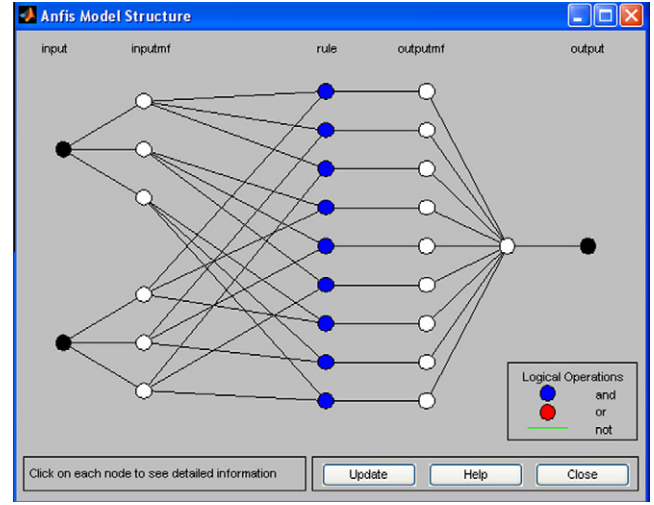 Anfis Model Structure
input inputmf rule outputmf output
Logical Operations
and
or
not
Click on each node to see detailed information
Update Help Close